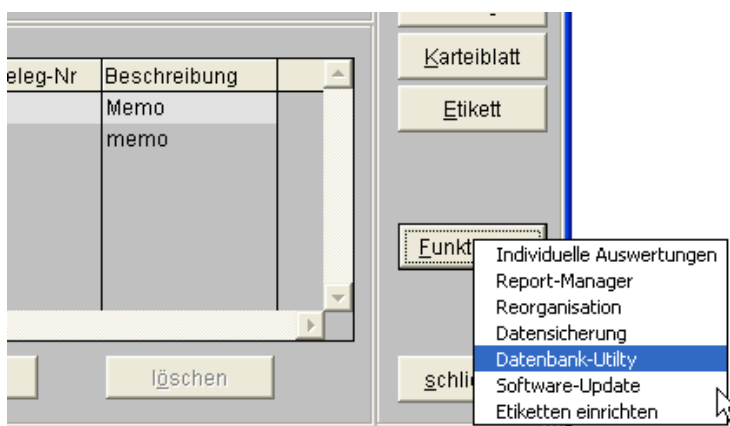 eleg-Nr Beschreibung
Memo
memo
löschen
Karteiblatt
Etikett
Funkt
schli
Individuelle Auswertungen
Report-Manager
Reorganisation
Datensicherung
Datenbank-Utilty
Software-Update
Etiketten einrichten